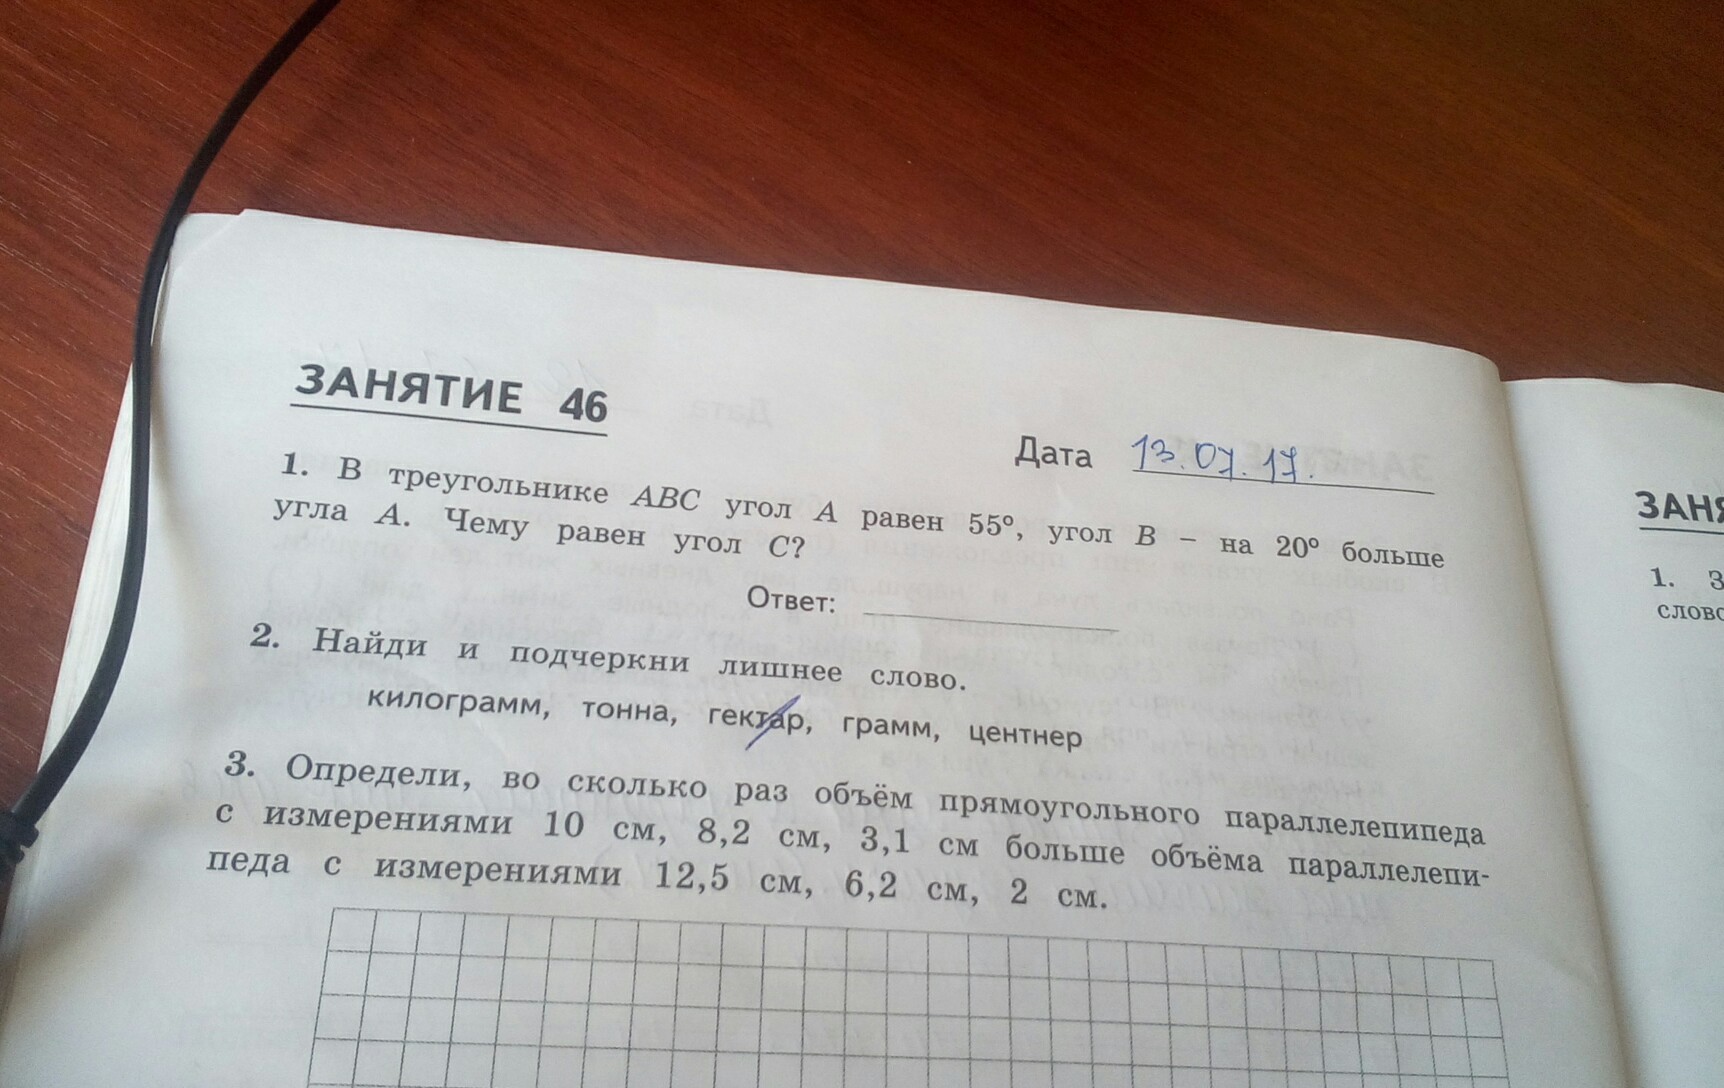 ЗАНЯТИЕ 46
Дата 13.07.17.
1. В треугольнике ABC угол A равен 55°, угол B – на 20° больше
угла A. Чему равен угол C?
Ответ:
2. Найди и подчеркни лишнее слово.
килограмм, тонна, гектар, грамм, центнер
3. Определи, во сколько раз объём прямоугольного параллелепипеда
с измерениями 10 см, 8,2 см, 3,1 см больше объёма параллелепи-
педа с измерениями 12,5 см, 6,2 см, 2 см.
ЗАНЯ
1. З
слово